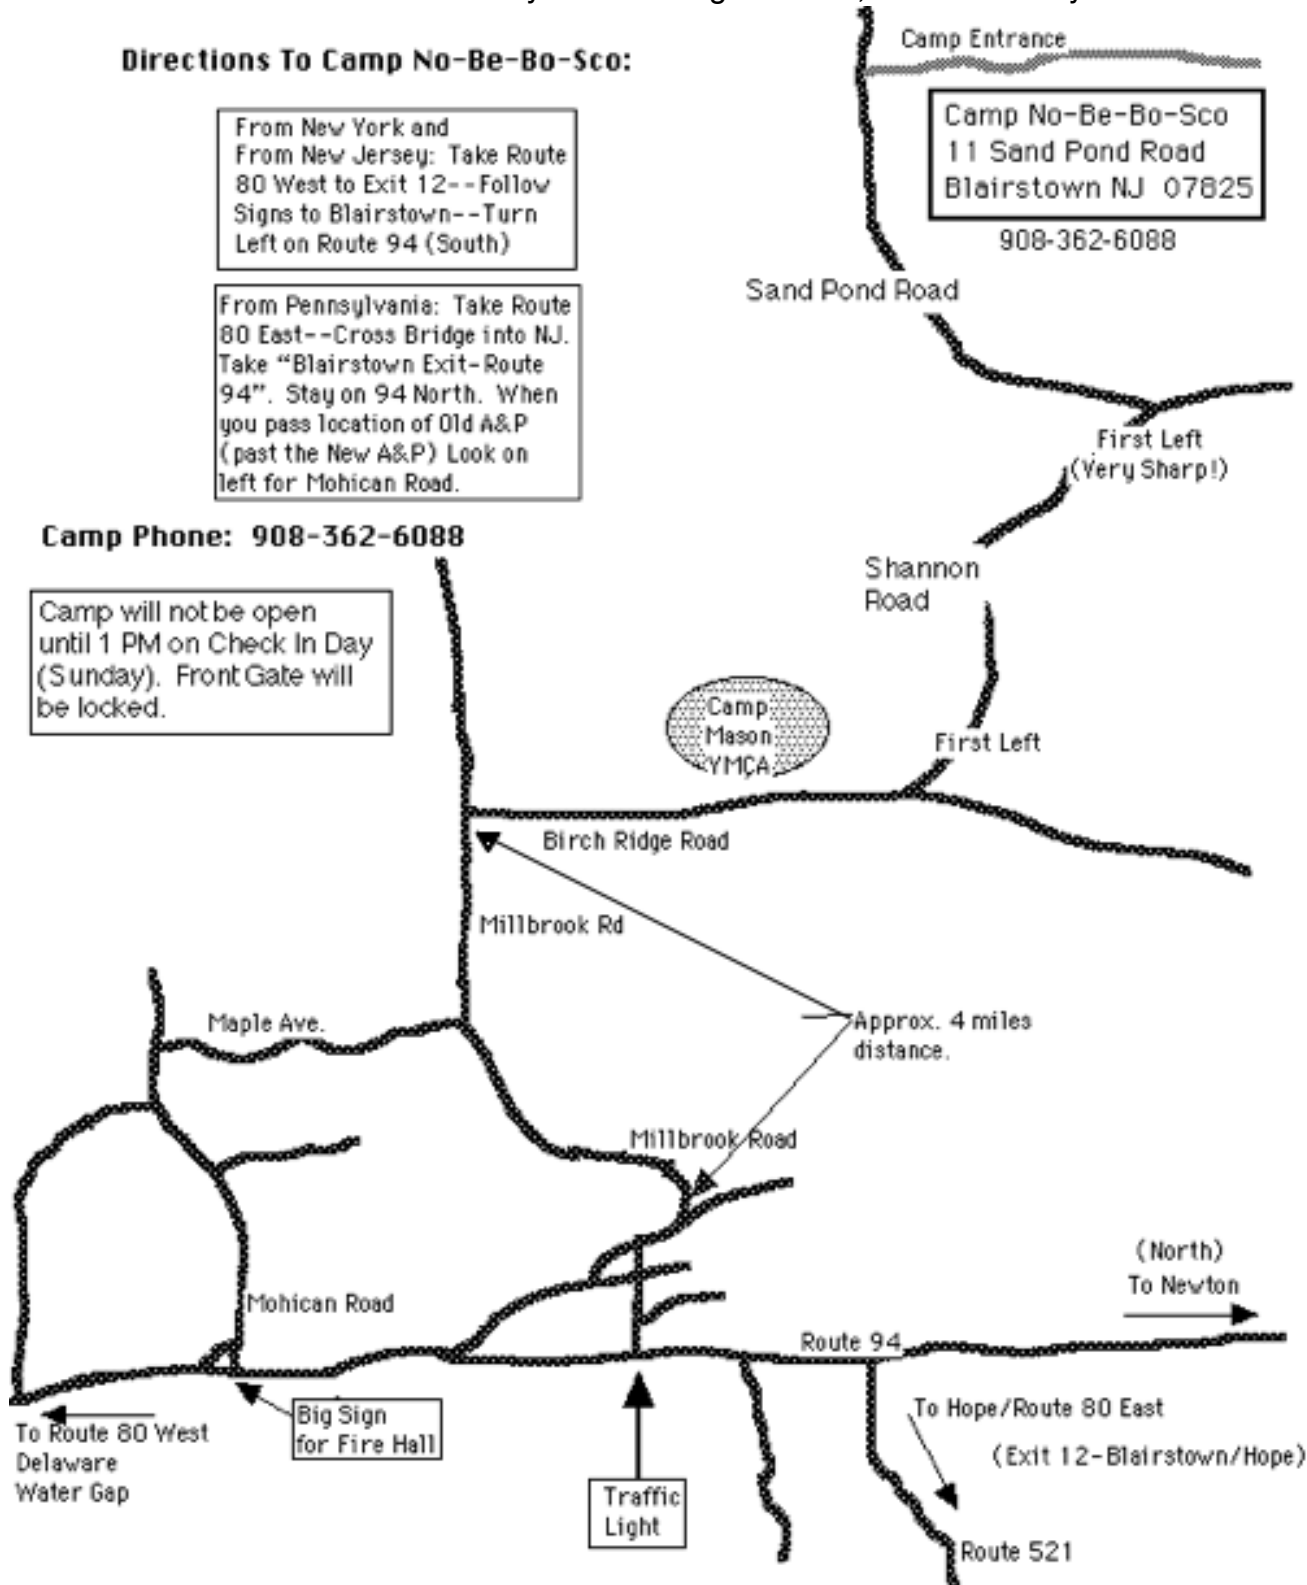 Camp Entrance
Directions To Camp No-Be-Bo-Sco:
From New York and
From New Jersey: Take Route
80 West to Exit 12--Follow
Signs to Blairstown--Turn
Left on Route 94 (South)
Camp No-Be-Bo-Sco
11 Sand Pond Road
Blairstown NJ 07825
908-362-6088
Sand Pond Road
From Pennsylvania: Take Route
80 East--Cross Bridge into NJ.
Take “Blairstown Exit-Route
94”. Stay on 94 North. When
you pass location of Old A&P
(past the New A&P) Look on
left for Mohican Road.
First Left
(Very Sharp!)
Camp Phone: 908-362-6088
Shannon
Road
Camp will not be open
until 1 PM on Check In Day
(Sunday). Front Gate will
be locked.
Camp
Mason
YMCA
First Left
Birch Ridge Road
Millbrook Rd
Maple Ave.
Approx. 4 miles
distance.
Millbrook Road
(North)
To Newton
Mohican Road
Route 94
Big Sign
for Fire Hall
To Hope/Route 80 East
(Exit 12-Blairstown/Hope)
To Route 80 West
Delaware
Water Gap
Traffic
Light
Route 521